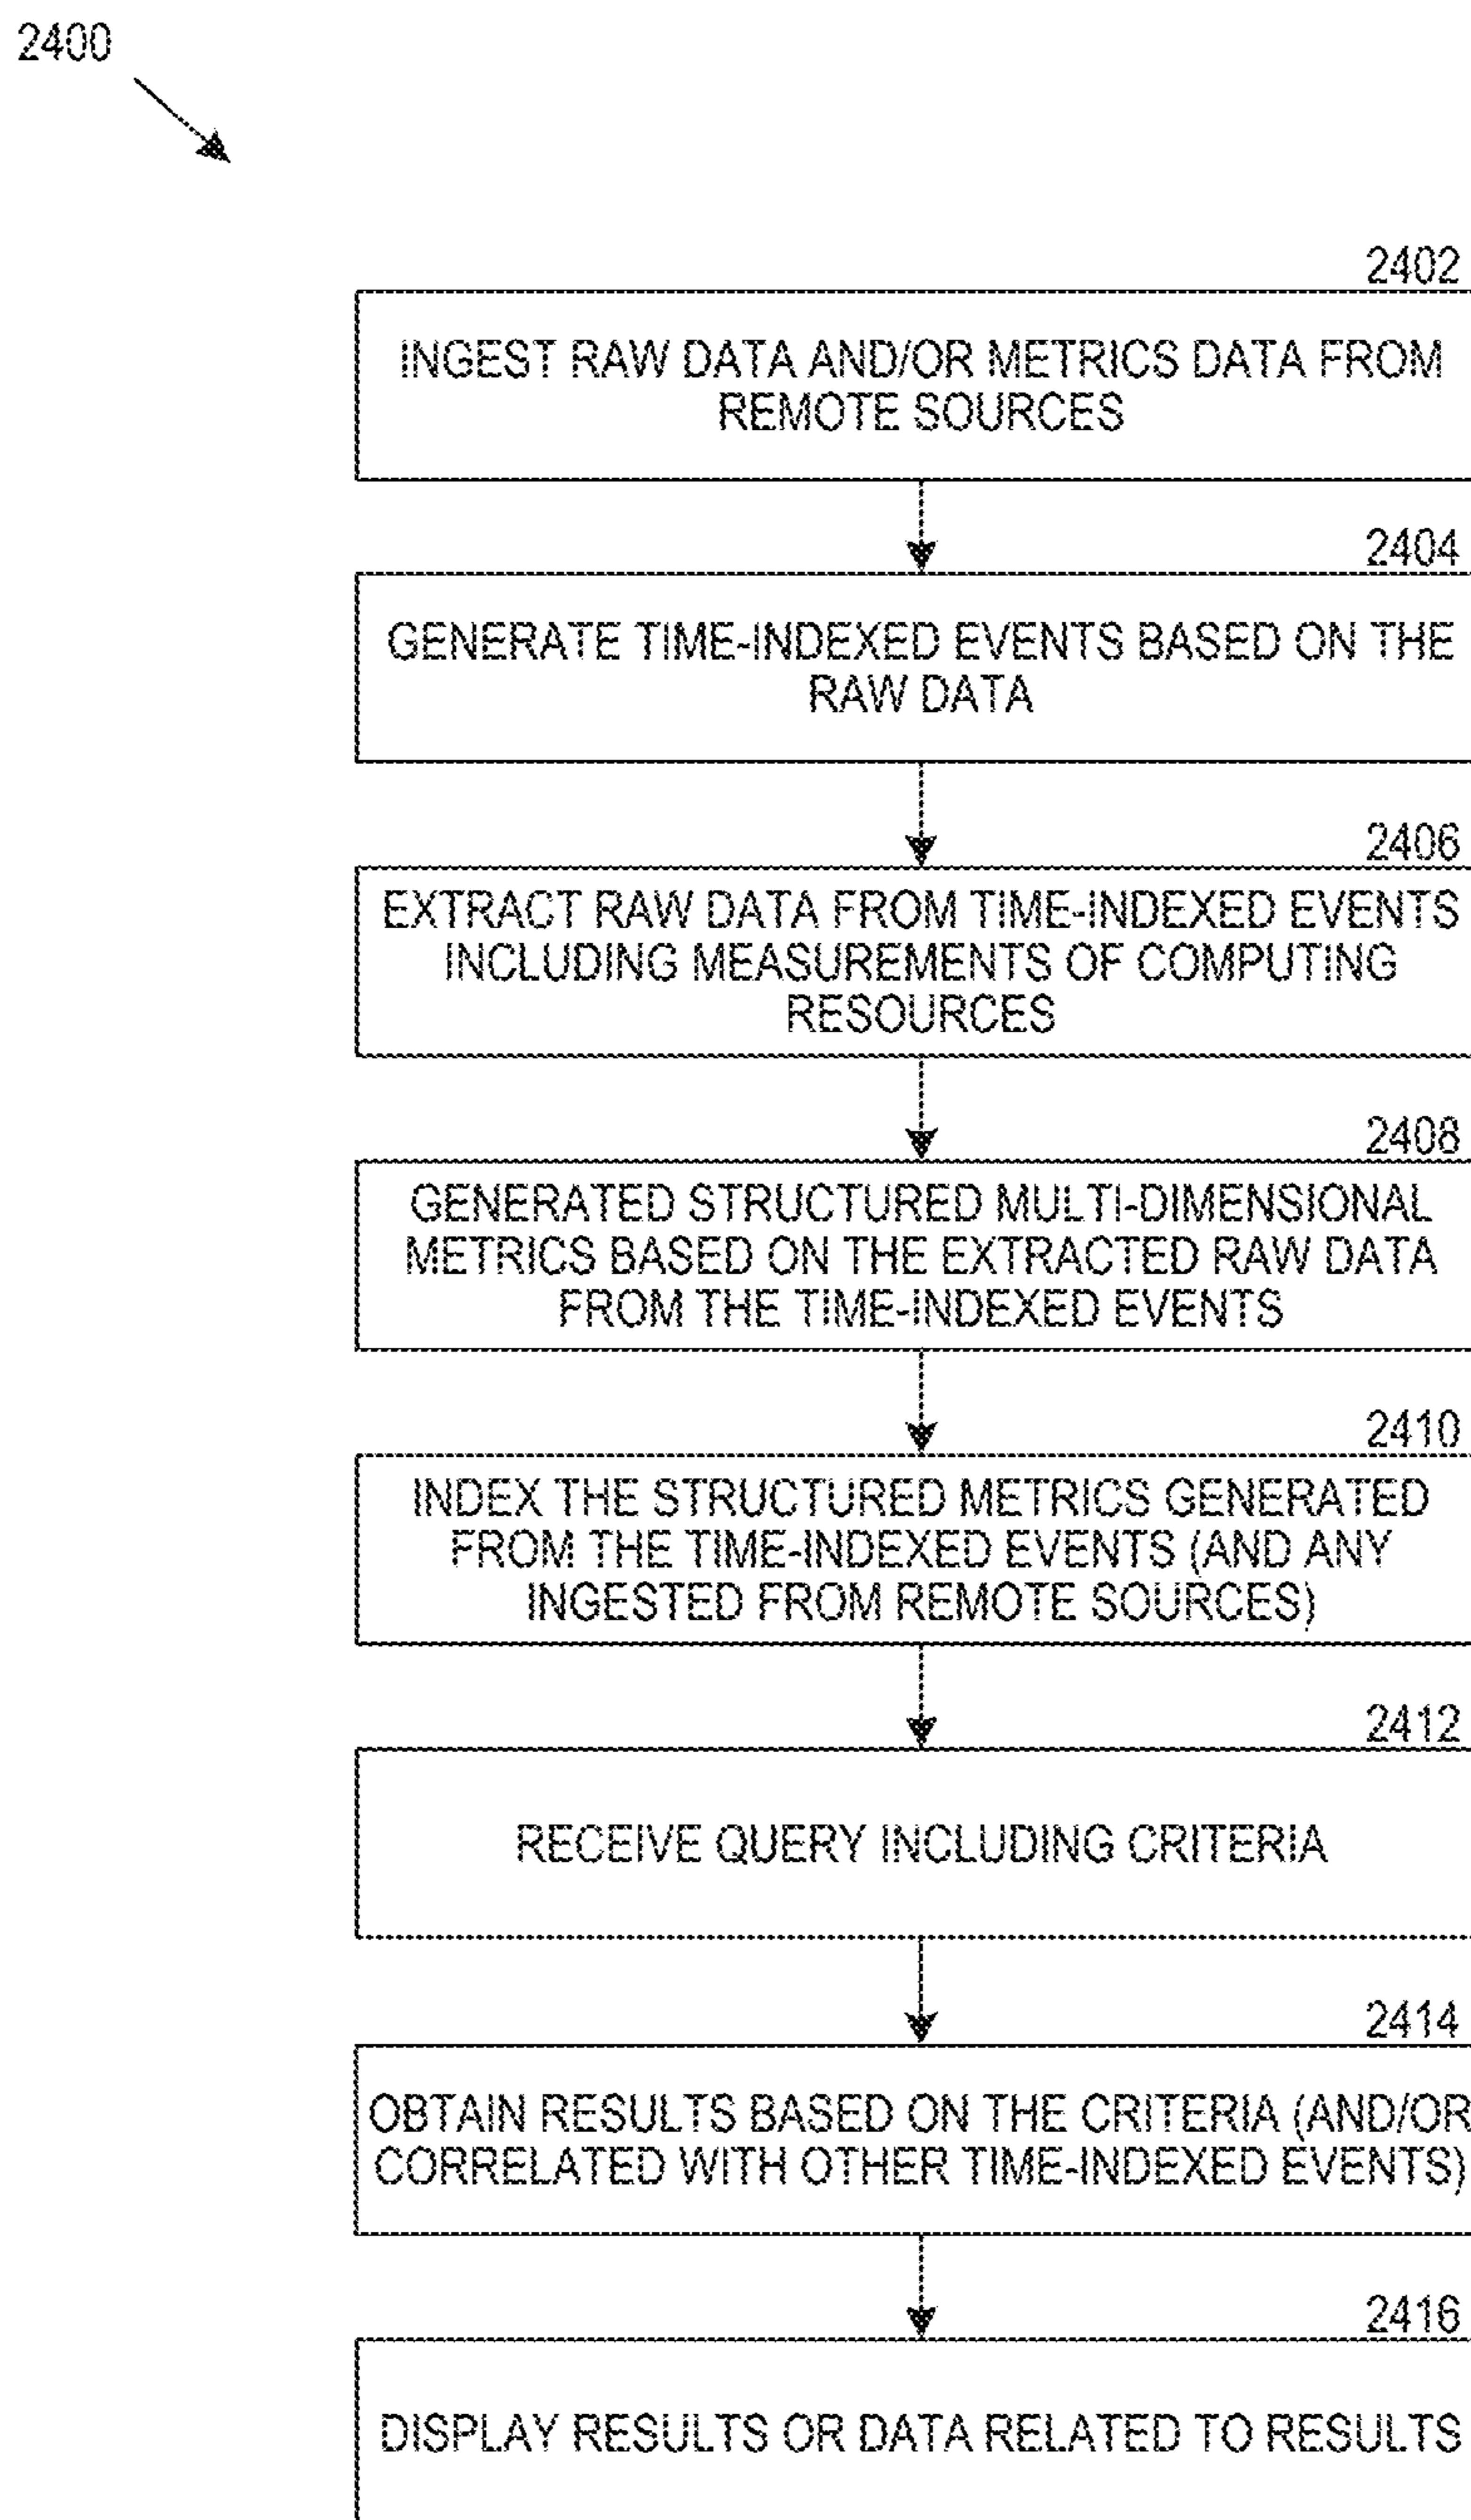 2400
2402
INGEST RAW DATA AND/OR METRICS DATA FROM
REMOTE SOURCES
2404
GENERATE TIME-INDEXED EVENTS BASED ON THE
RAW DATA
2406
EXTRACT RAW DATA FROM TIME-INDEXED EVENTS
INCLUDING MEASUREMENTS OF COMPUTING
RESOURCES
2408
GENERATED STRUCTURED MULTI-DIMENSIONAL
METRICS BASED ON THE EXTRACTED RAW DATA
FROM THE TIME-INDEXED EVENTS
2410
INDEX THE STRUCTURED METRICS GENERATED
FROM THE TIME-INDEXED EVENTS (AND ANY
INGESTED FROM REMOTE SOURCES)
2412
RECEIVE QUERY INCLUDING CRITERIA
2414
OBTAIN RESULTS BASED ON THE CRITERIA (AND/OR
CORRELATED WITH OTHER TIME-INDEXED EVENTS)
2416
DISPLAY RESULTS OR DATA RELATED TO RESULTS